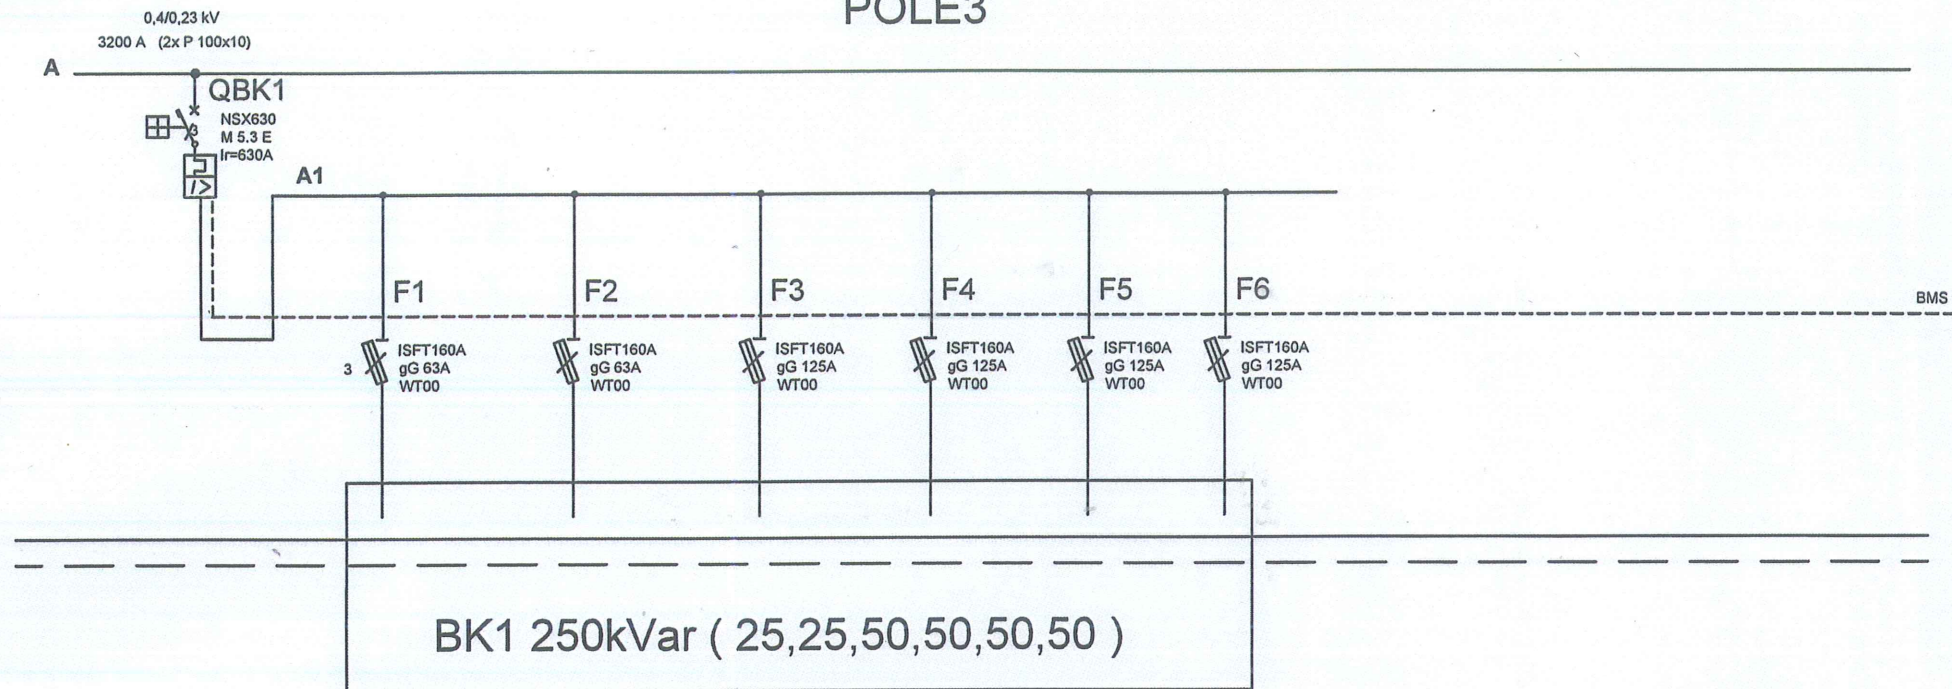 POLE3
0,4/0,23 kV
3200 A (2x P 100x10)
A
QBK1
NSX630
M 5.3 E
Ir=630A
3
I>
A1
F1
F2
F3
F4
F5
F6
BMS
3
ISFT160A
gG 63A
WT00
ISFT160A
gG 63A
WT00
ISFT160A
gG 125A
WT00
ISFT160A
gG 125A
WT00
ISFT160A
gG 125A
WT00
ISFT160A
gG 125A
WT00
BK1 250kVar ( 25,25,50,50,50,50 )